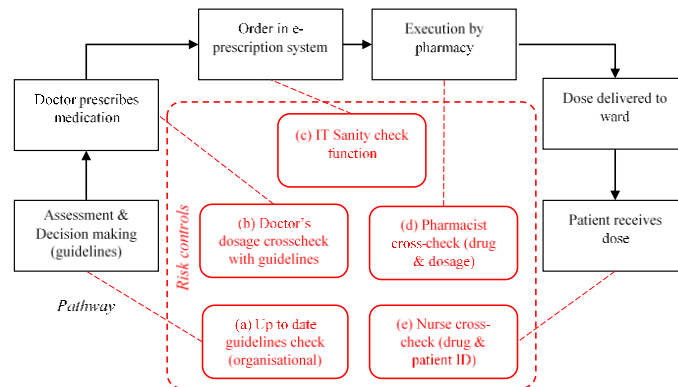 Order in e-
prescription system
Execution by
pharmacy
Doctor prescribes
medication
Dose delivered to
ward
(c) IT Sanity check
function
Assessment &
Decision making
(guidelines)
(b) Doctor's
dosage crosscheck
with guidelines
(d) Pharmacist
cross-check (drug
& dosage)
Patient receives
dose
Risk controls
Pathway
(a) Up to date
guidelines check
(organisational)
(e) Nurse cross-
check (drug &
patient ID)